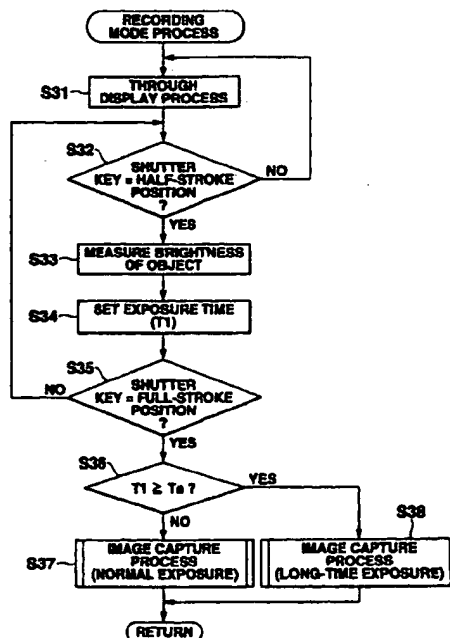 RECORDING
MODE PROCESS
S31
THROUGH
DISPLAY PROCESS
S32
SHUTTER
KEY = HALF-STROKE
POSITION
?
NO
YES
S33
MEASURE BRIGHTNESS
OF OBJECT
S34
SET EXPOSURE TIME
(T1)
S35
SHUTTER
KEY = FULL-STROKE
POSITION
?
NO
YES
S36
T1 ≥ Ta ?
YES
NO
S37
IMAGE CAPTURE
PROCESS
(NORMAL EXPOSURE)
S38
IMAGE CAPTURE
PROCESS
(LONG-TIME EXPOSURE)
RETURN